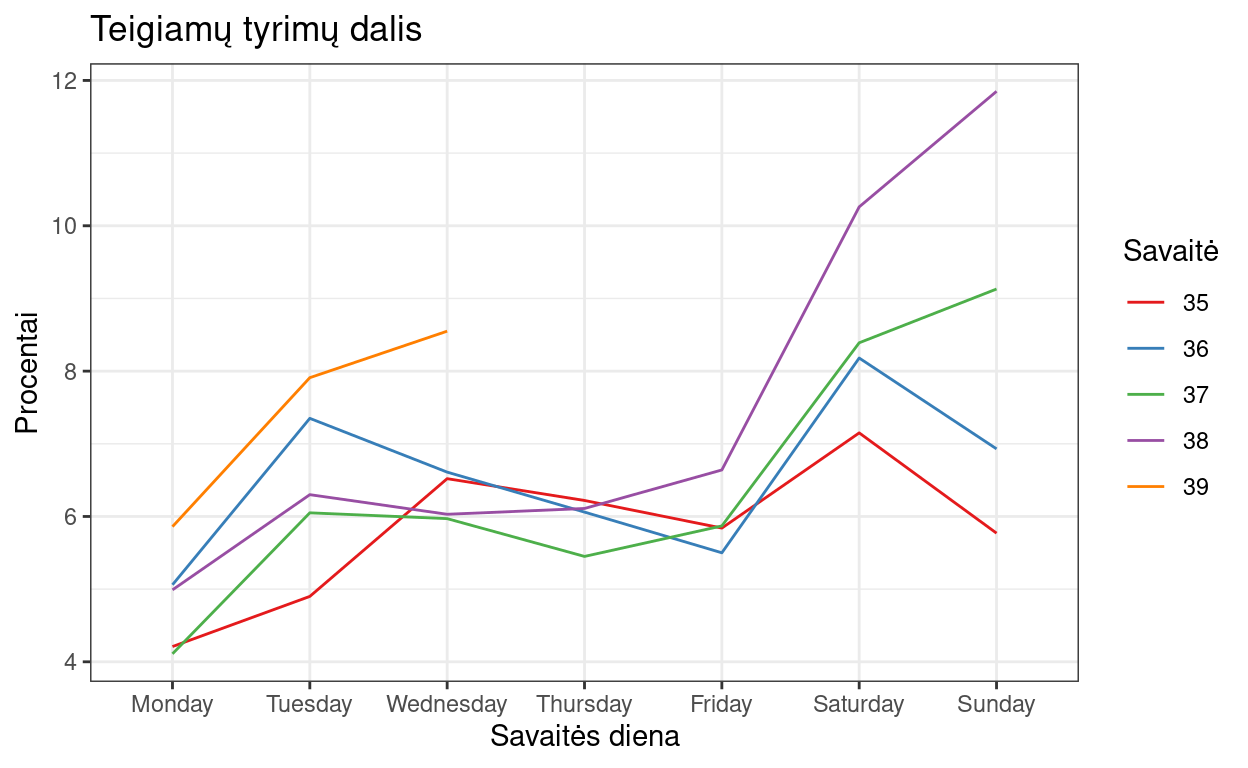 Teigiamų tyrimų dalis
12
10
8
6
4
Procentai
Monday Tuesday Wednesday Thursday Friday Saturday Sunday
Savaitės diena
Savaitė
35
36
37
38
39